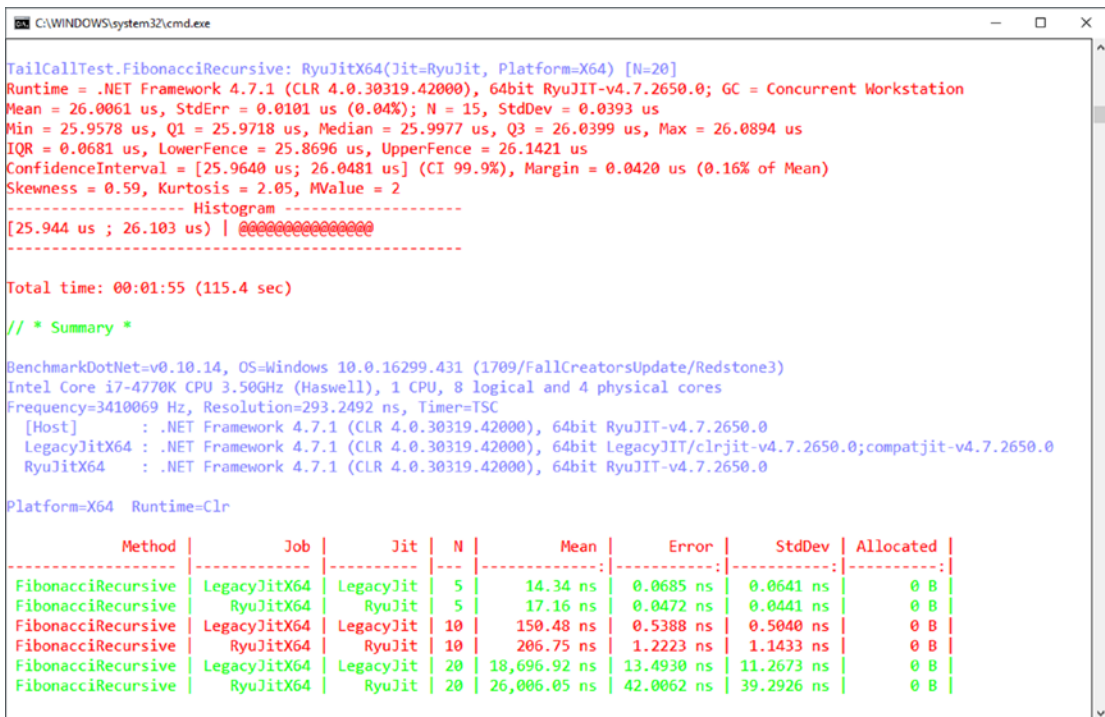 C:\WINDOWS\system32\cmd.exe
TailCallTest.FibonacciRecursive: RyuJitX64(Jit=RyuJit, Platform=X64) [N=20]
Runtime = .NET Framework 4.7.1 (CLR 4.0.30319.42000), 64bit RyuJIT-v4.7.2650.0; GC = Concurrent Workstation
Mean = 26.0061 us, StdErr = 0.0101 us (0.04%); N = 15, StdDev = 0.0393 us
Min = 25.9578 us, Q1 = 25.9718 us, Median = 25.9977 us, Q3 = 26.0399 us, Max = 26.0894 us
IQR = 0.0681 us, LowerFence = 25.8696 us, UpperFence = 26.1421 us
ConfidenceInterval = [25.9640 us; 26.0481 us] (CI 99.9%), Margin = 0.0420 us (0.16% of Mean)
Skewness = 0.59, Kurtosis = 2.05, MValue = 2
------------------- Histogram --------------------
[25.944 us ; 26.103 us) | @@@@@@@@@@@@@@@
--------------------------------------------------
Total time: 00:01:55 (115.4 sec)
// * Summary *
BenchmarkDotNet=v0.10.14, OS=Windows 10.0.16299.431 (1709/FallCreatorsUpdate/Redstone3)
Intel Core i7-4770K CPU 3.50GHz (Haswell), 1 CPU, 8 logical and 4 physical cores
Frequency=3410069 Hz, Resolution=293.2492 ns, Timer=TSC
[Host] : .NET Framework 4.7.1 (CLR 4.0.30319.42000), 64bit RyuJIT-v4.7.2650.0
LegacyJitX64 : .NET Framework 4.7.1 (CLR 4.0.30319.42000), 64bit LegacyJIT/clrjit-v4.7.2650.0;compatjit-v4.7.2650.0
RyuJitX64 : .NET Framework 4.7.1 (CLR 4.0.30319.42000), 64bit RyuJIT-v4.7.2650.0
Platform=X64 Runtime=Clr
Method | Job | Jit | N | Mean | Error | StdDev | Allocated |
------------------- |------------- |---------- |--- |-------------:|-----------:|-----------:|----------:|
FibonacciRecursive | LegacyJitX64 | LegacyJit | 5 | 14.34 ns | 0.0685 ns | 0.0641 ns | 0 B |
FibonacciRecursive | RyuJitX64 | RyuJit | 5 | 17.16 ns | 0.0472 ns | 0.0441 ns | 0 B |
FibonacciRecursive | LegacyJitX64 | LegacyJit | 10 | 150.48 ns | 0.5388 ns | 0.5040 ns | 0 B |
FibonacciRecursive | RyuJitX64 | RyuJit | 10 | 206.75 ns | 1.2223 ns | 1.1433 ns | 0 B |
FibonacciRecursive | LegacyJitX64 | LegacyJit | 20 | 18,696.92 ns | 13.4930 ns | 11.2673 ns | 0 B |
FibonacciRecursive | RyuJitX64 | RyuJit | 20 | 26,006.05 ns | 42.0062 ns | 39.2926 ns | 0 B |